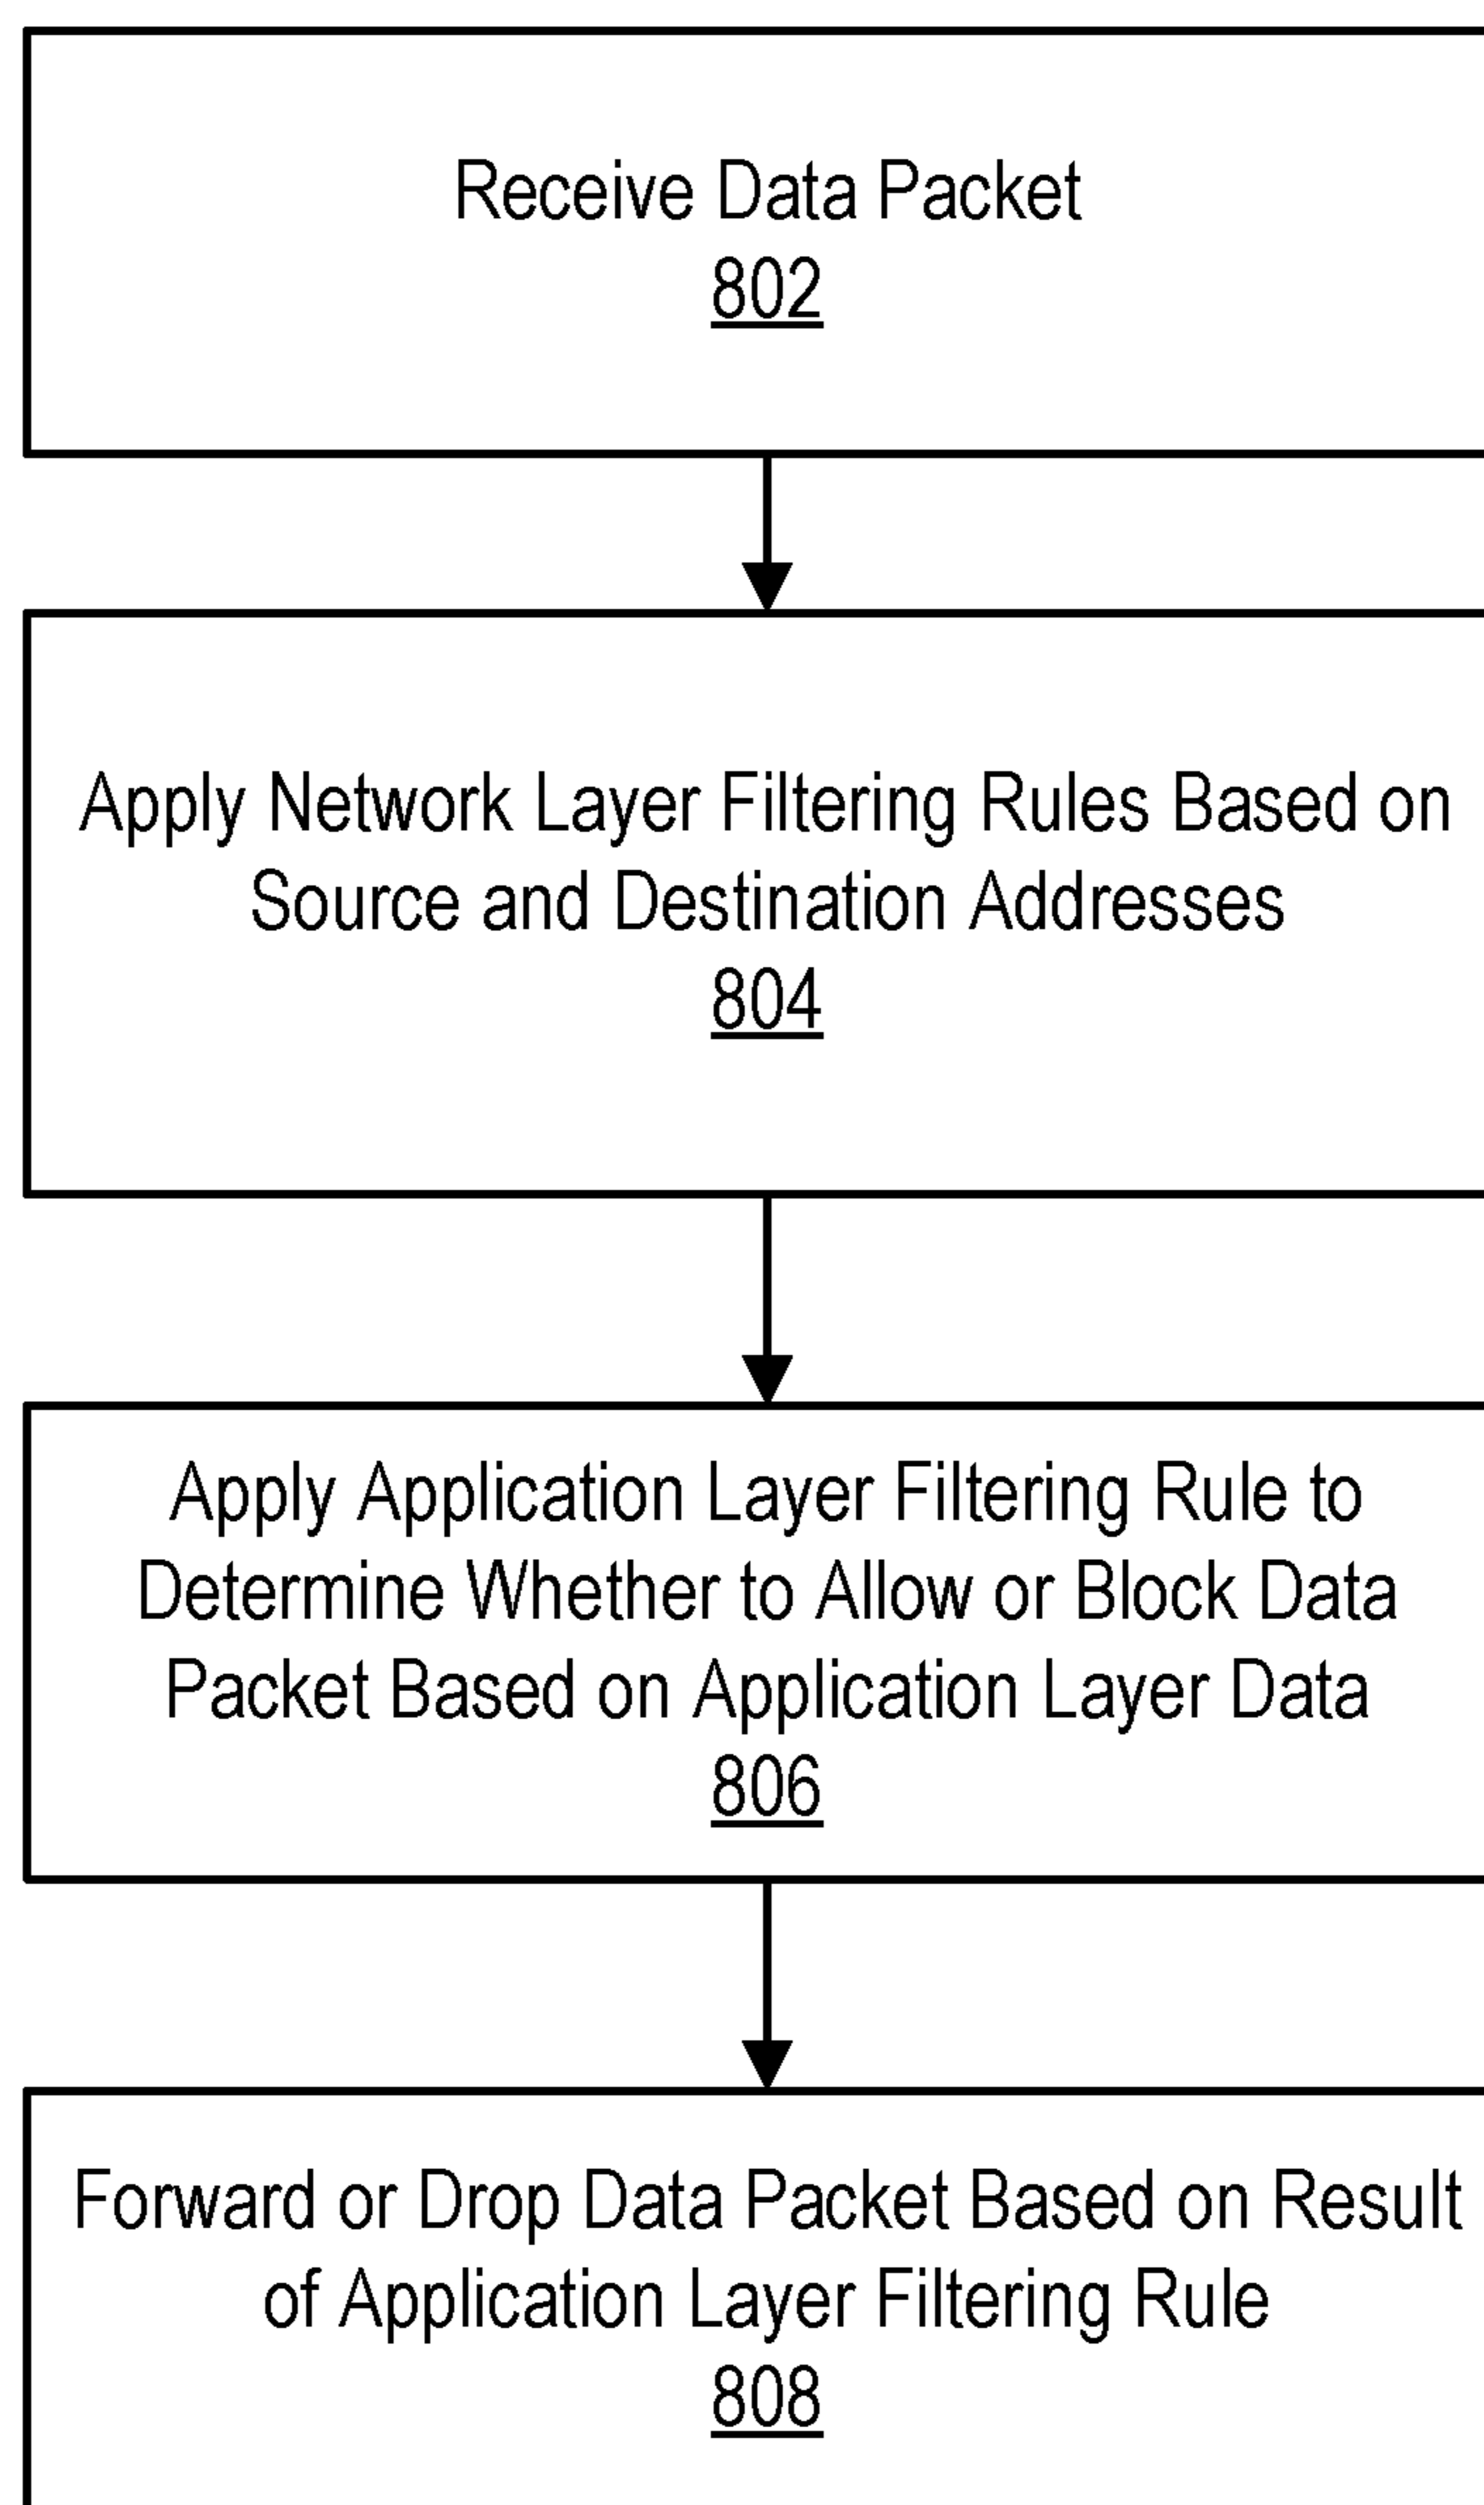 Receive Data Packet
802
Apply Network Layer Filtering Rules Based on
Source and Destination Addresses
804
Apply Application Layer Filtering Rule to
Determine Whether to Allow or Block Data
Packet Based on Application Layer Data
806
Forward or Drop Data Packet Based on Result
of Application Layer Filtering Rule
808